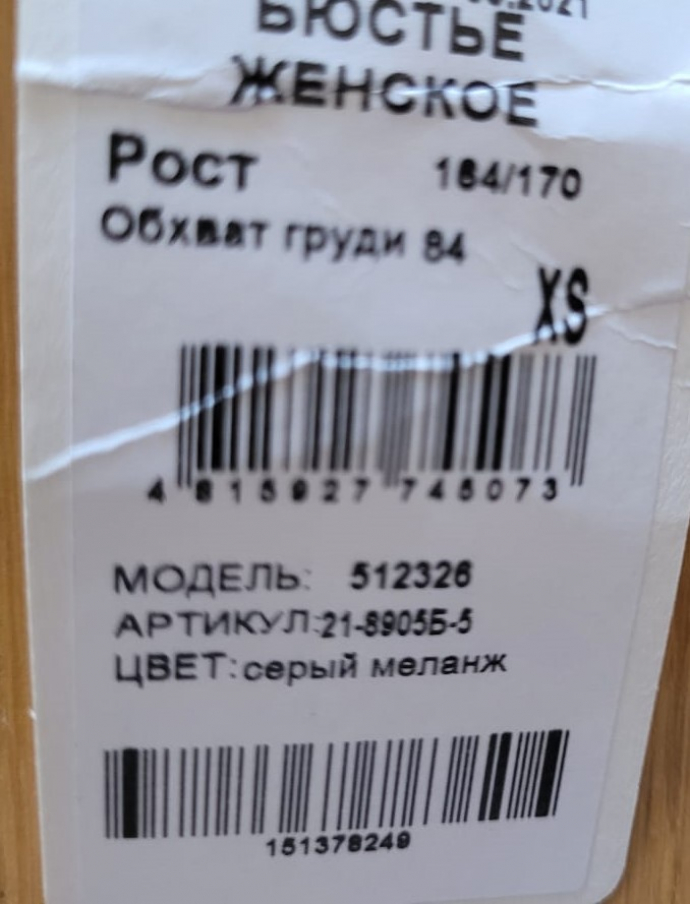 .2021
БЮСТЬЕ
ЖЕНСКОЕ
Рост 164/170
Обхват груди 84
XS
4 815927 745073
МОДЕЛЬ: 512326
АРТИКУЛ:21-8905Б-5
ЦВЕТ:серый меланж
151378249